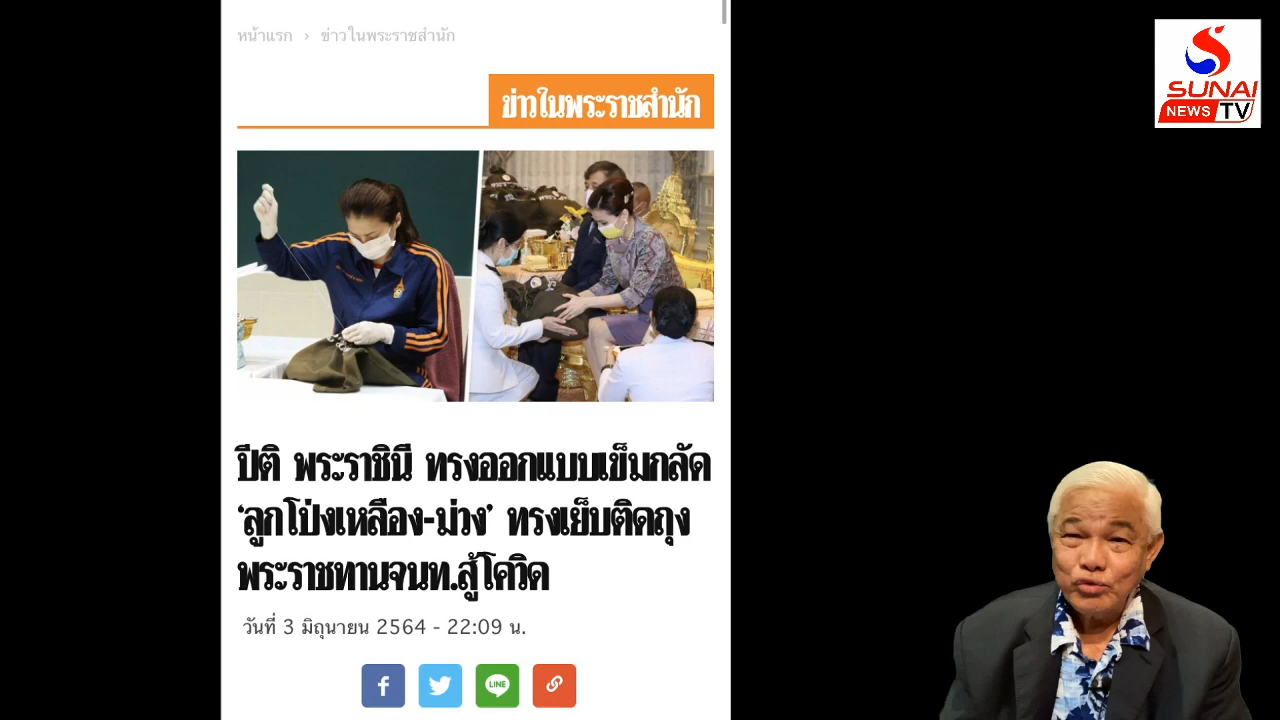 หน้าแรก › ข่าวในพระราชสำนัก
ข่าวในพระราชสำนัก
ปีติ พระราชินี ทรงออกแบบเข็มกลัด
‘ลูกโป่งเหลือง-ม่วง’ ทรงเย็บติดถุง
พระราชทานจนท.สู้โควิด
วันที่ 3 มิถุนายน 2564 - 22:09 น.
LINE
SUNAI
NEWS TV